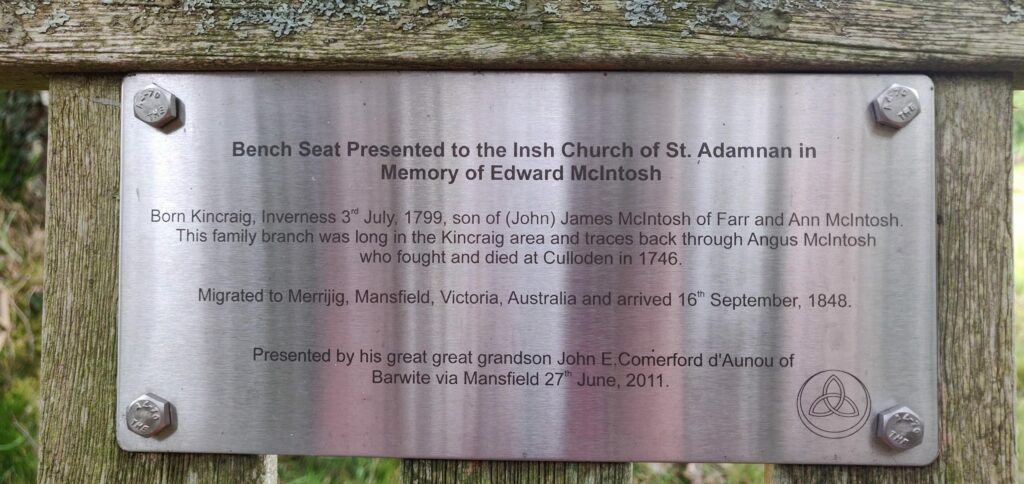 Bench Seat Presented to the Insh Church of St. Adamnan in
Memory of Edward McIntosh
Born Kincraig, Inverness 3rd July, 1799, son of (John) James McIntosh of Farr and Ann McIntosh.
This family branch was long in the Kincraig area and traces back through Angus McIntosh
who fought and died at Culloden in 1746.
Migrated to Merrijig, Mansfield, Victoria, Australia and arrived 16th September, 1848.
Presented by his great great grandson John E.Comerford d'Aunou of
Barwite via Mansfield 27th June, 2011.